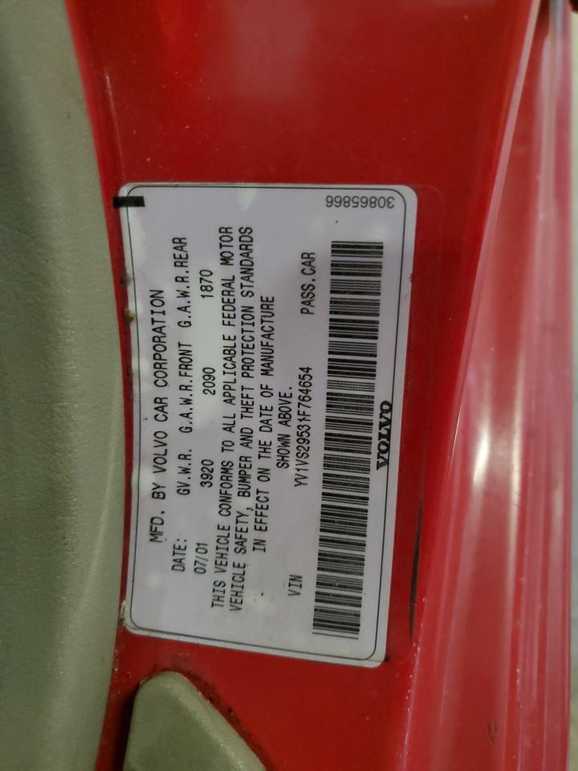 MFD. BY VOLVO CAR CORPORATION
DATE: GV.W.R. G.A.W.R.FRONT G.A.W.R.REAR
07/01 3920 2090 1870
THIS VEHICLE CONFORMS TO ALL APPLICABLE FEDERAL MOTOR
VEHICLE SAFETY, BUMPER AND THEFT PROTECTION STANDARDS
IN EFFECT ON THE DATE OF MANUFACTURE
SHOWN ABOVE.
VIN YV1VS29531F764654 PASS.CAR
VOLVO
30865866